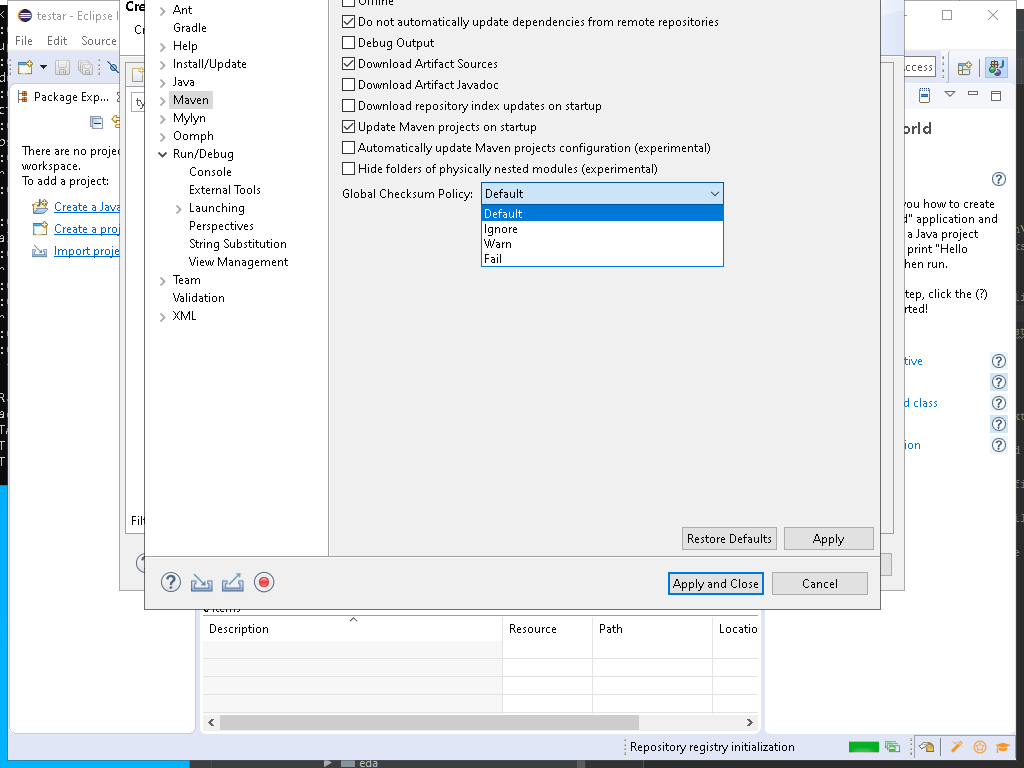 testar - Eclipse I
File
Edit
Source
Package Exp...
There are no proje
workspace.
To add a project:
Create a Java
Create a proj
Import proje
Cre
Cr
ty
Filt
Ant
Gradle
Help
Install/Update
Java
Maven
Mylyn
Oomph
Run/Debug
Console
External Tools
Launching
Perspectives
String Substitution
View Management
Team
Validation
XML
Offline
Do not automatically update dependencies from remote repositories
Debug Output
Download Artifact Sources
Download Artifact Javadoc
Download repository index updates on startup
Update Maven projects on startup
Automatically update Maven projects configuration (experimental)
Hide folders of physically nested modules (experimental)
Global Checksum Policy:
Default
Default
Ignore
Warn
Fail
Restore Defaults
Apply
Apply and Close
Cancel
ccess
orld
you how to create
d" application and
a Java project
print "Hello
hen run.
tep, click the (?)
rted!
tive
d class
ion
Items
Description
Resource
Path
Locatio
Repository registry initialization
eda